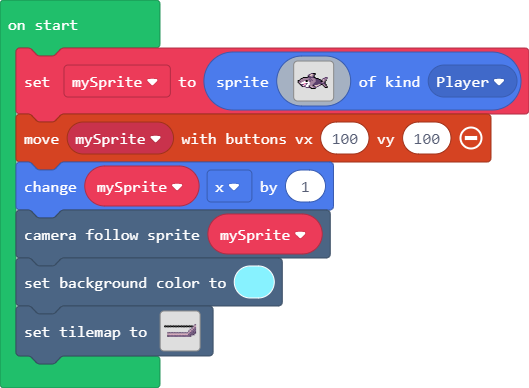 on start
set mySprite to sprite of kind Player
move mySprite with buttons vx 100 vy 100
change mySprite x by 1
camera follow sprite mySprite
set background color to
set tilemap to